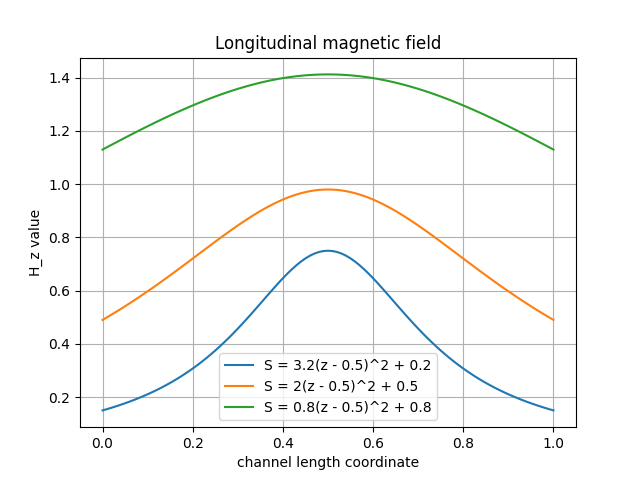 Longitudinal magnetic field
H_z value
1.4
1.2
1.0
0.8
0.6
0.4
0.2
S = 3.2(z - 0.5)^2 + 0.2
S = 2(z - 0.5)^2 + 0.5
S = 0.8(z - 0.5)^2 + 0.8
0.0 0.2 0.4 0.6 0.8 1.0
channel length coordinate